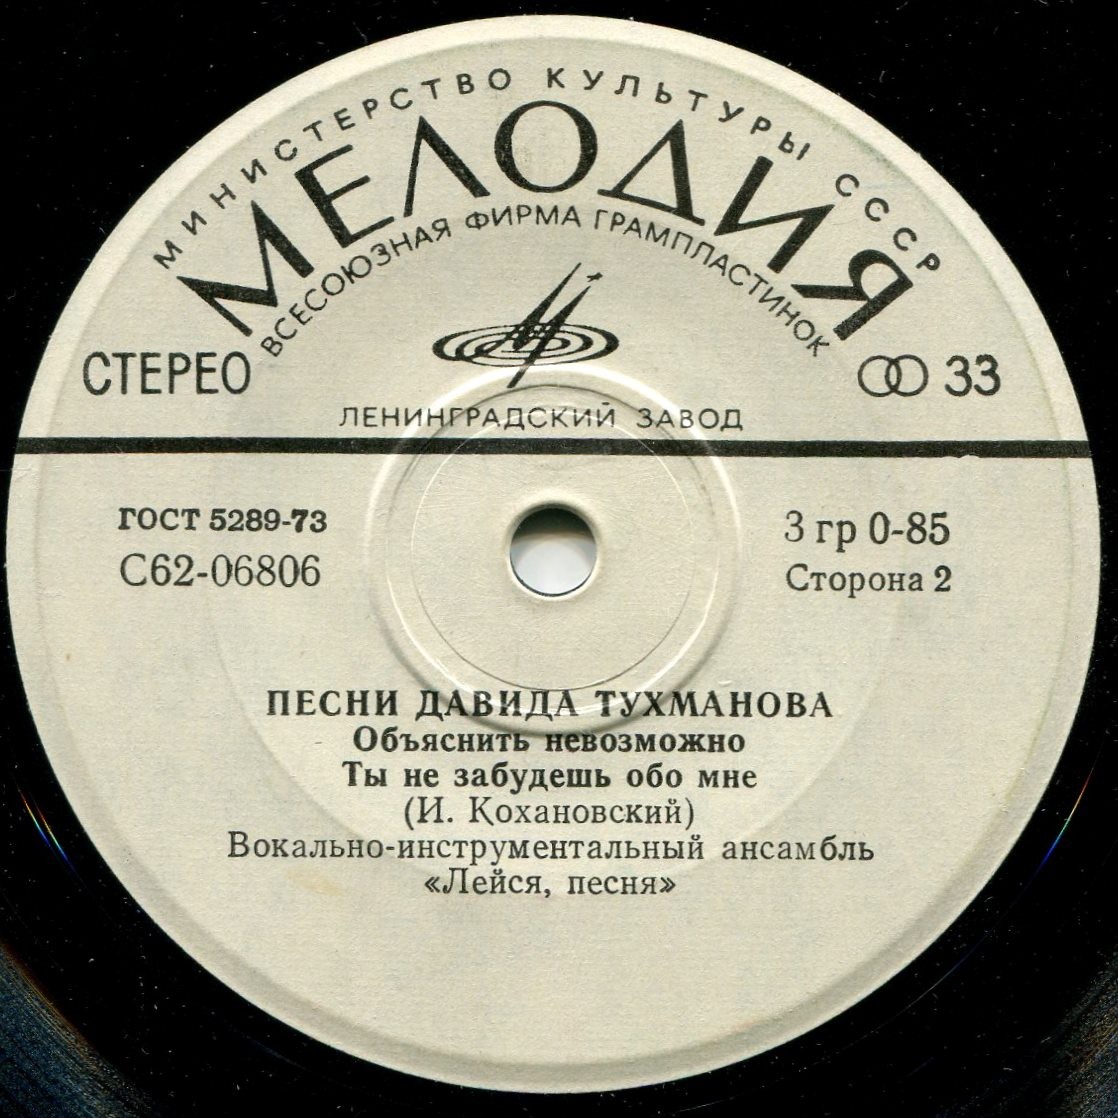 МИНИСТЕРСТВО КУЛЬТУРЫ СССР
МЕЛОДИЯ
ВСЕСОЮЗНАЯ ФИРМА ГРАМПЛАСТИНОК
СТЕРЕО
33
ЛЕНИНГРАДСКИЙ ЗАВОД
ГОСТ 5289-73
С62-06806
3 гр 0-85
Сторона 2
ПЕСНИ ДАВИДА ТУХМАНОВА
Объяснить невозможно
Ты не забудешь обо мне
(И. Кохановский)
Вокально-инструментальный ансамбль
«Лейся, песня»